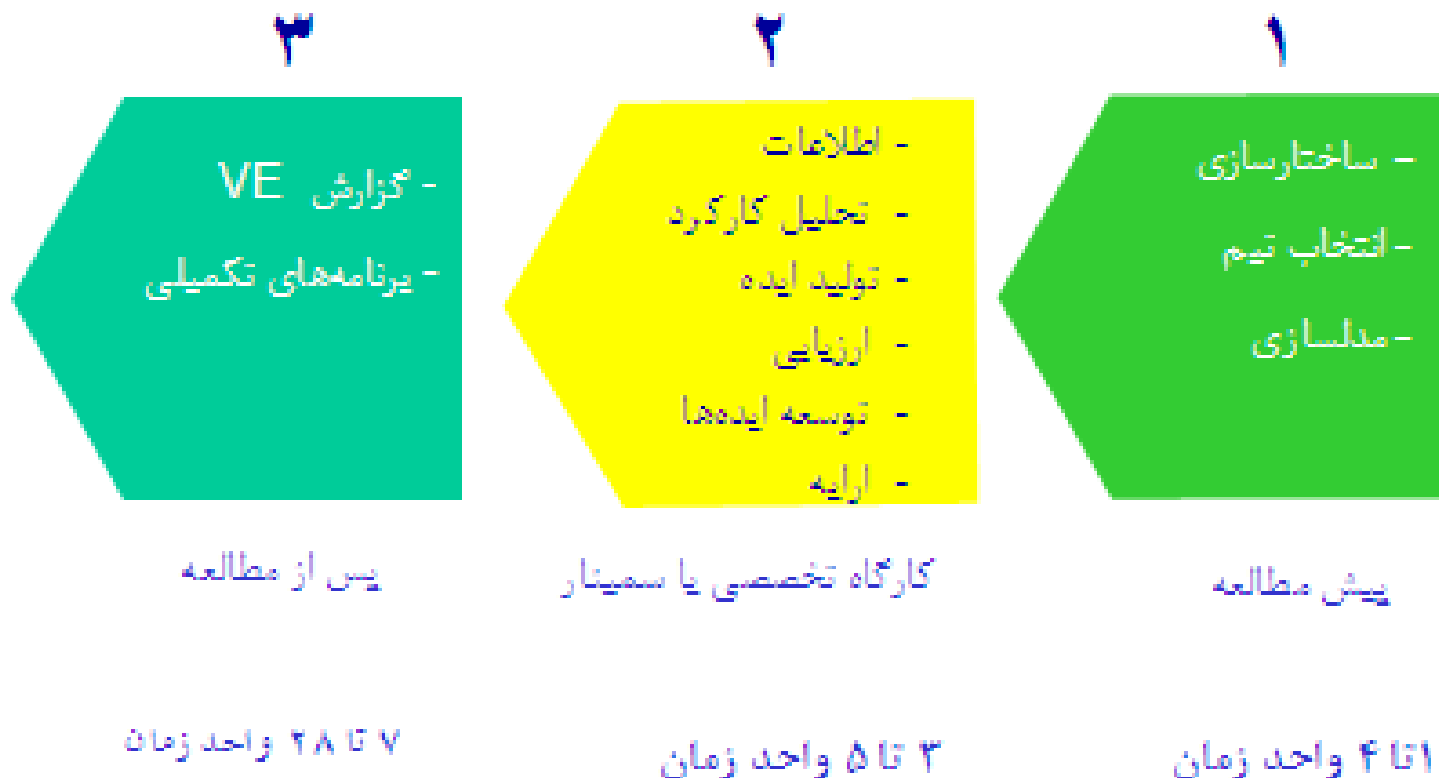 ۱
– ساختارسازی
- انتخاب تیم
- مدلسازی
پیش مطالعه
۱تا ۴ واحد زمان
۲
- اطلاعات
- تحلیل کارکرد
- تولید ایده
- ارزیابی
- توسعه ایده‌ها
- ارایه
کارگاه تخصصی یا سمینار
۳ تا ۵ واحد زمان
۳
- گزارش VE
- برنامه‌های تکمیلی
پس از مطالعه
۷ تا ۲۸ واحد زمان